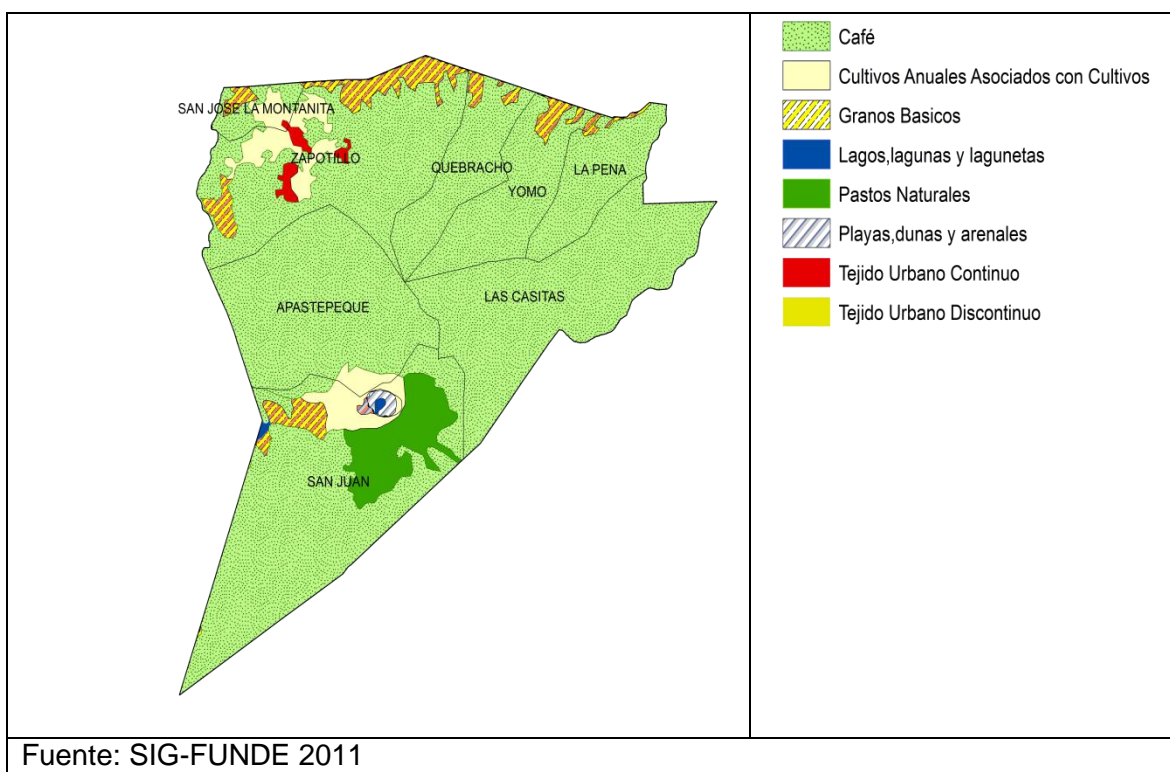 SAN JOSE LA MONTANITA
ZAPOTILLO
QUEBRACHO
LA PENA
YOMO
LAS CASITAS
APASTEPEQUE
SAN JUAN
Café
Cultivos Anuales Asociados con Cultivos
Granos Basicos
Lagos,lagunas y lagunetas
Pastos Naturales
Playas,dunas y arenales
Tejido Urbano Continuo
Tejido Urbano Discontinuo
Fuente: SIG-FUNDE 2011